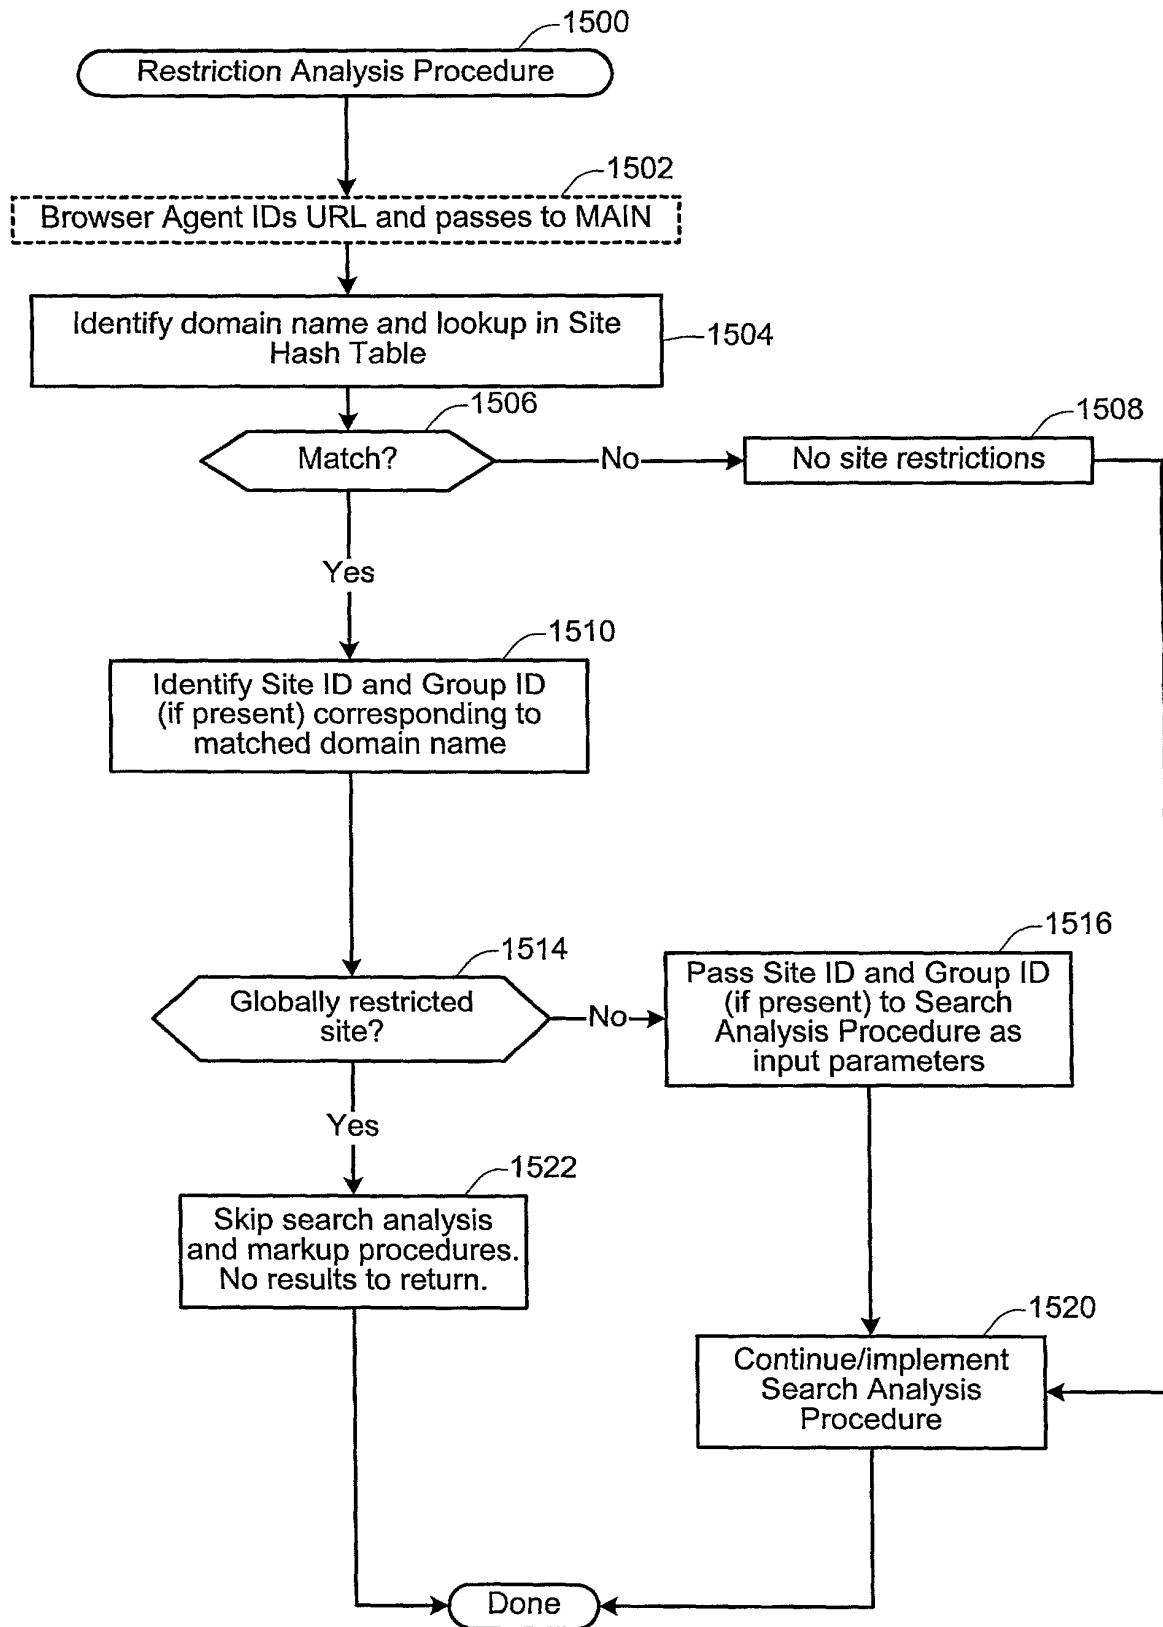 1500
Restriction Analysis Procedure
1502
Browser Agent IDs URL and passes to MAIN
Identify domain name and lookup in Site
Hash Table
1504
1506
Match?
No
1508
No site restrictions
Yes
1510
Identify Site ID and Group ID
(if present) corresponding to
matched domain name
1514
Globally restricted
site?
No
1516
Pass Site ID and Group ID
(if present) to Search
Analysis Procedure as
input parameters
Yes
1522
Skip search analysis
and markup procedures.
No results to return.
1520
Continue/implement
Search Analysis
Procedure
Done